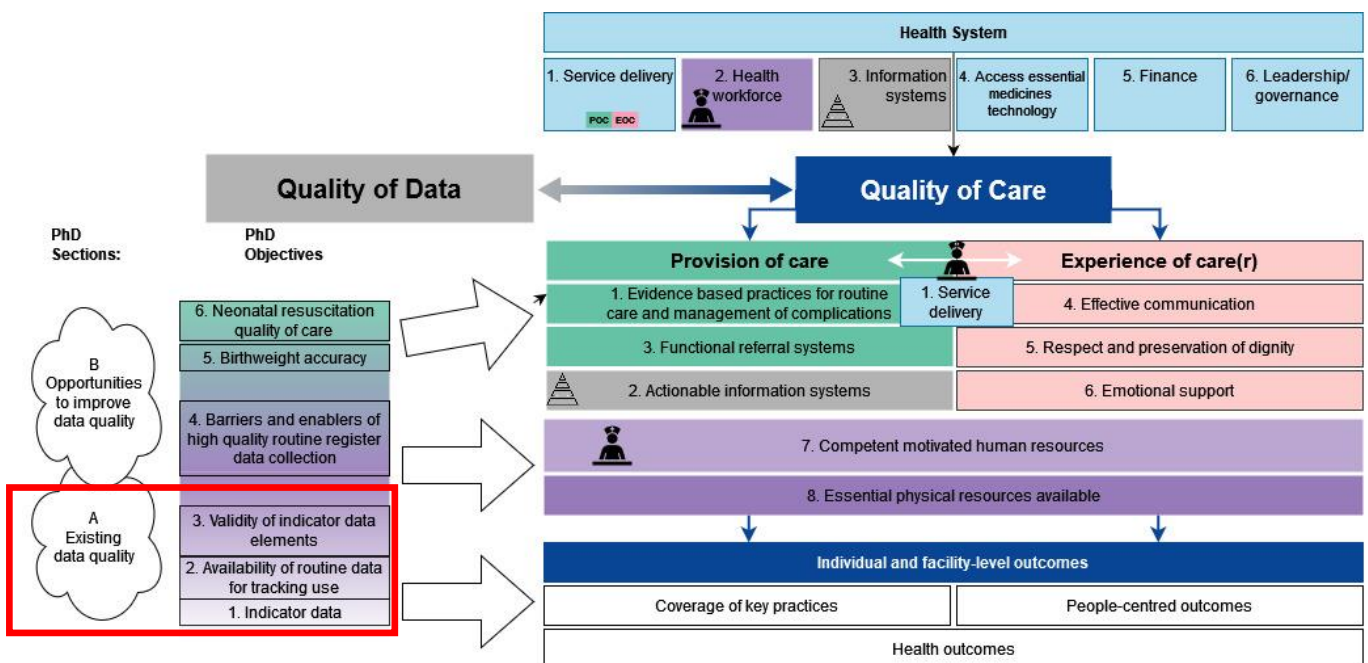 Health System
1. Service delivery
POC EOC
2. Health
workforce
3. Information
systems
4. Access essential
medicines
technology
5. Finance
6. Leadership/
governance
Quality of Data
Quality of Care
PhD
Sections:
PhD
Objectives
B
Opportunities
to improve
data quality
A
Existing
data quality
6. Neonatal resuscitation
quality of care
5. Birthweight accuracy
4. Barriers and enablers of
high quality routine register
data collection
3. Validity of indicator data
elements
2. Availability of routine data
for tracking use
1. Indicator data
Provision of care
Experience of care(r)
1. Evidence based practices for routine
care and management of complications
1. Service
delivery
4. Effective communication
3. Functional referral systems
5. Respect and preservation of dignity
2. Actionable information systems
6. Emotional support
7. Competent motivated human resources
8. Essential physical resources available
Individual and facility-level outcomes
Coverage of key practices
People-centred outcomes
Health outcomes